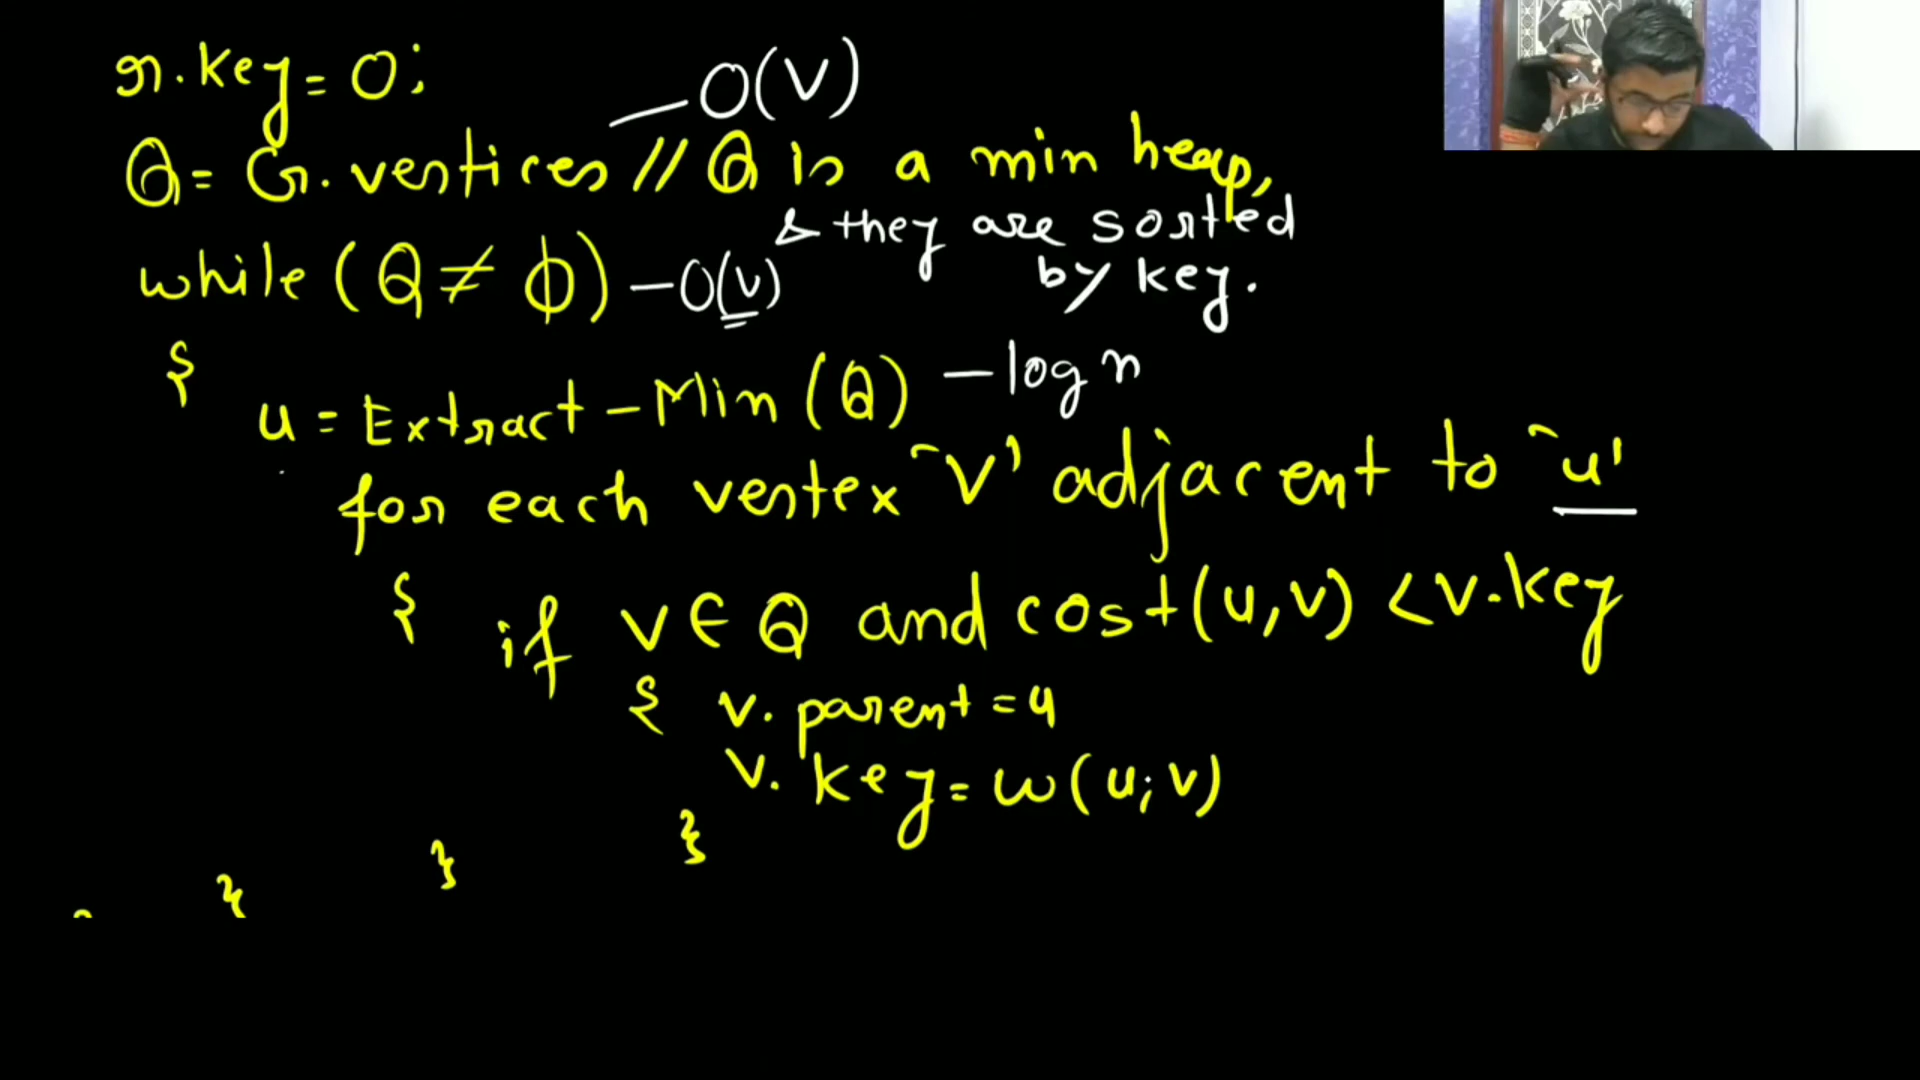 r.key = 0;
— O(V)
Q = G.vertices // Q is a min heap,
& they are sorted
by key.
while (Q ≠ ϕ) — O(V)
{
u = Extract-Min (Q) — log n
for each vertex 'v' adjacent to 'u'
{
if v ∈ Q and cost(u,v) < v.key
{ v.parent = u
v.key = w(u,v)
}
}
}